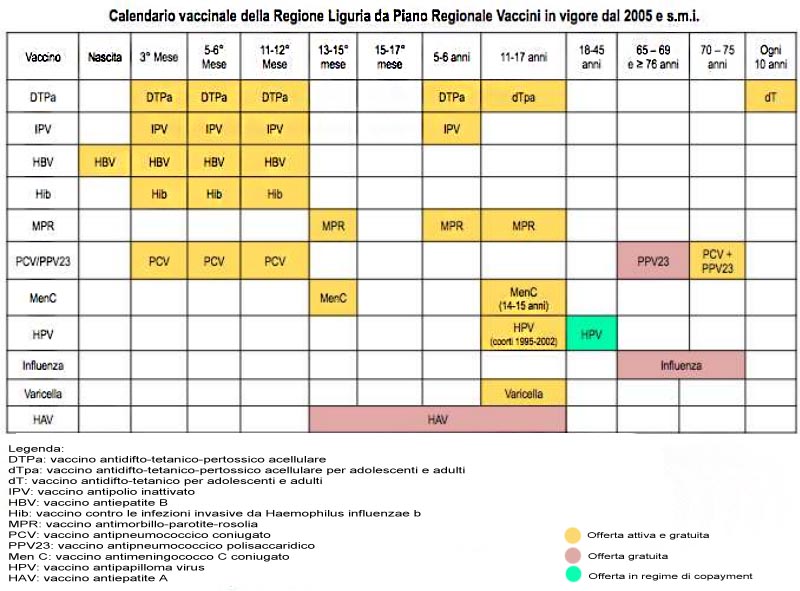 Calendario vaccinale della Regione Liguria da Piano Regionale Vaccini in vigore dal 2005 e s.m.i.
Vaccino Nascita 3° Mese 5-6° Mese 11-12° Mese 13-15° mese 15-17° mese 5-6 anni 11-17 anni 18-45 anni 65 – 69 e ≥ 76 anni 70 – 75 anni Ogni 10 anni
DTPa DTPa DTPa DTPa DTPa dTpa dT
IPV IPV IPV IPV IPV
HBV HBV HBV HBV HBV
Hib Hib Hib Hib
MPR MPR MPR MPR
PCV/PPV23 PCV PCV PCV PPV23 PCV + PPV23
MenC MenC MenC (14-15 anni)
HPV HPV (coorti 1995-2002) HPV
Influenza Influenza
Varicella Varicella
HAV HAV
Legenda:
DTPa: vaccino antidifto-tetanico-pertossico acellulare
dTpa: vaccino antidifto-tetanico-pertossico acellulare per adolescenti e adulti
dT: vaccino antidifto-tetanico per adolescenti e adulti
IPV: vaccino antipolio inattivato
HBV: vaccino antiepatite B
Hib: vaccino contro le infezioni invasive da Haemophilus influenzae b
MPR: vaccino antimorbillo-parotite-rosolia
PCV: vaccino antipneumococcico coniugato
PPV23: vaccino antipneumococcico polisaccaridico
Men C: vaccino antimeningococco C coniugato
HPV: vaccino antipapilloma virus
HAV: vaccino antiepatite A
Offerta attiva e gratuita
Offerta gratuita
Offerta in regime di copayment